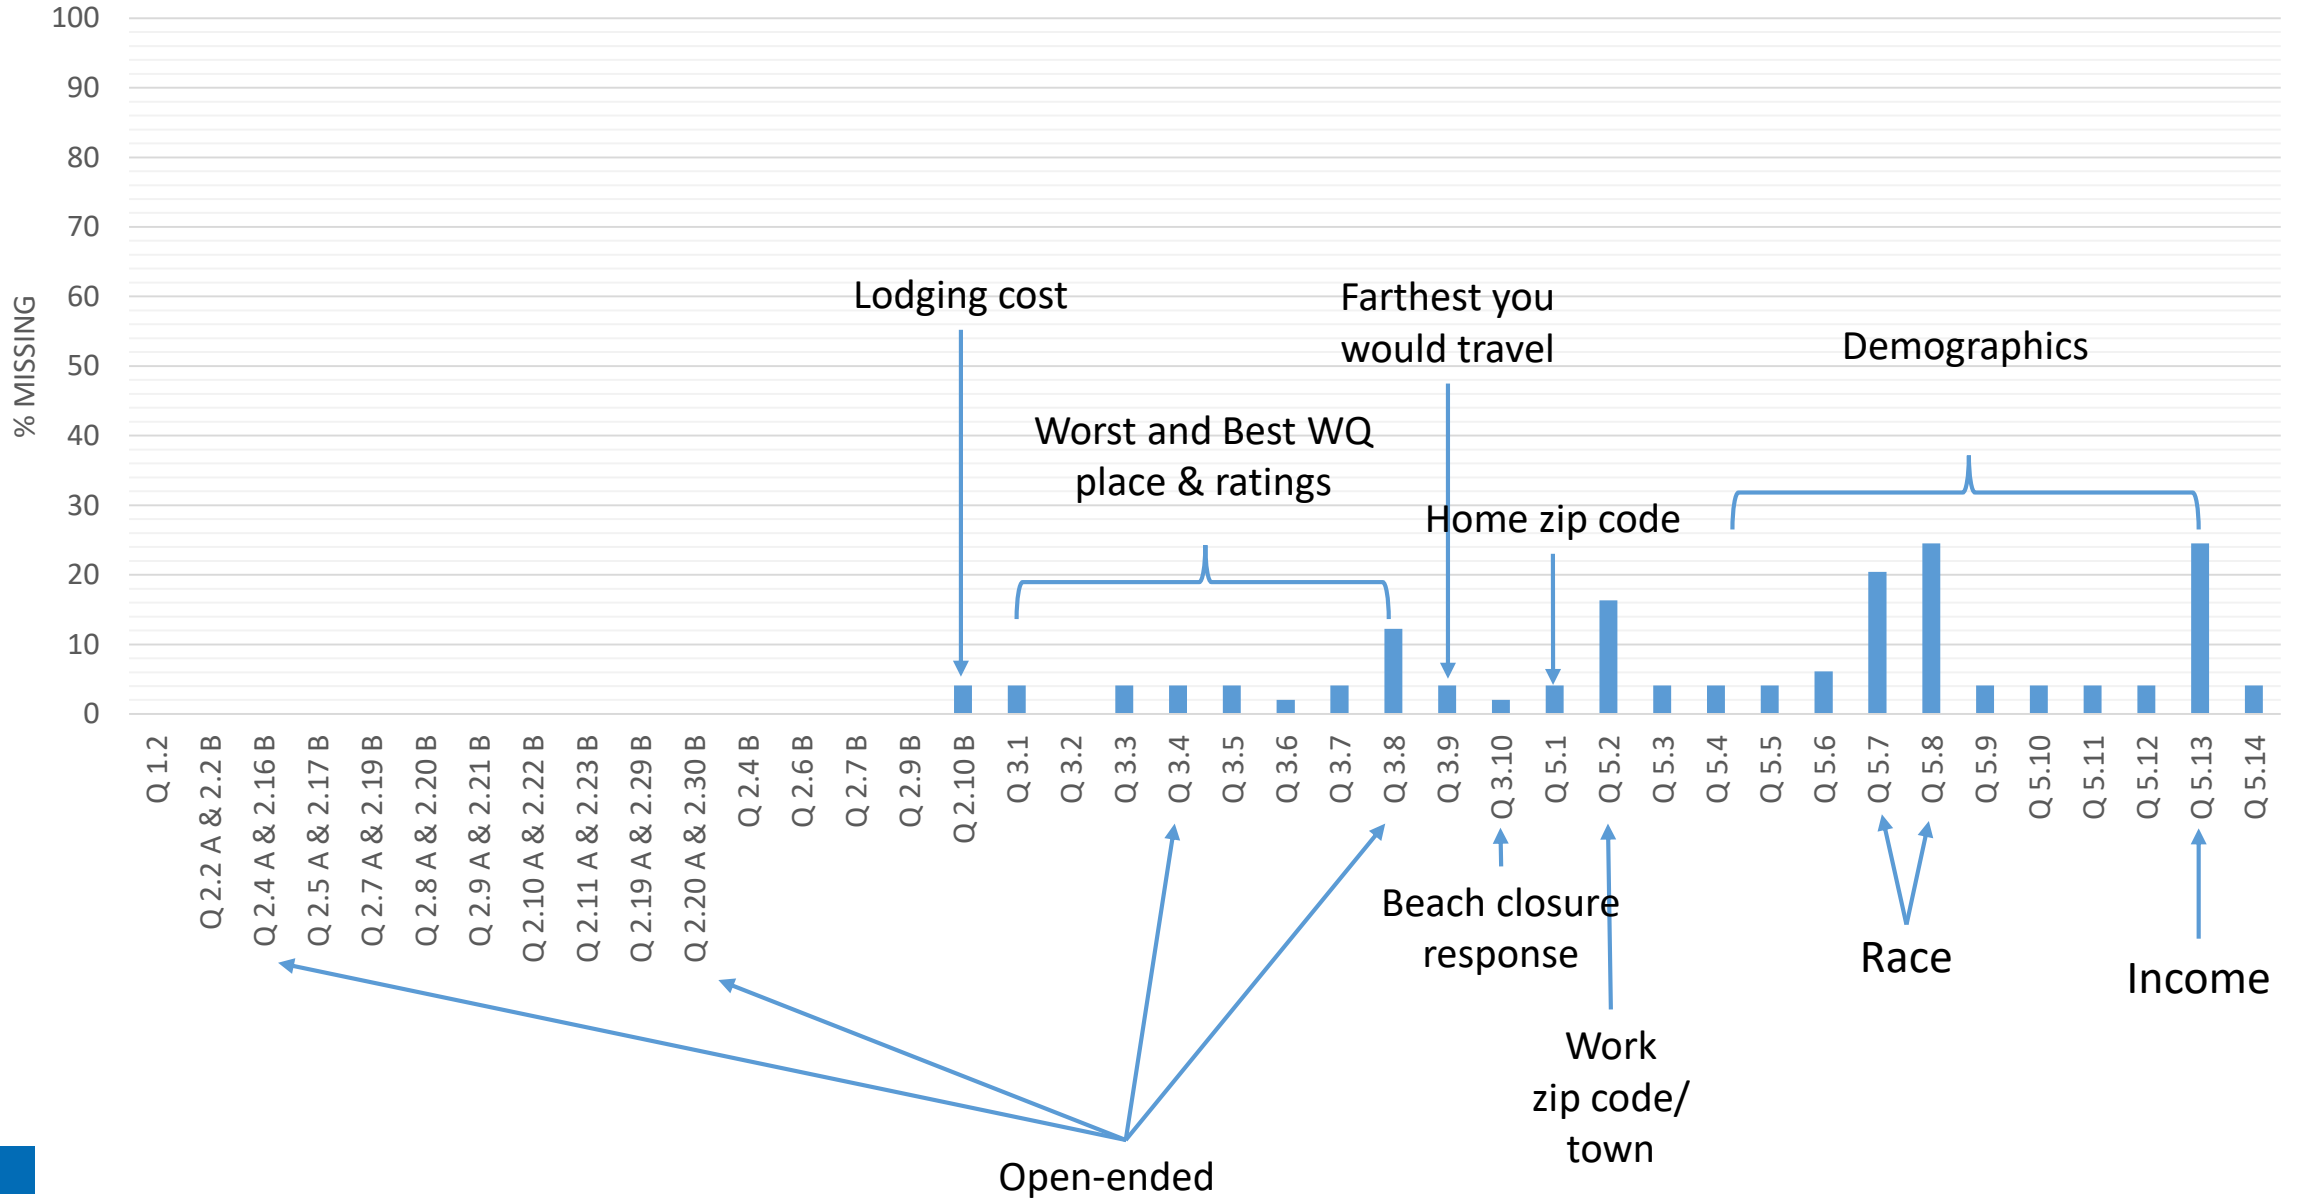 100
90
80
70
60
50
40
30
20
10
0
% MISSING
Lodging cost
Farthest you
would travel
Demographics
Worst and Best WQ
place & ratings
Home zip code
Q 1.2
Q 2.2 A & 2.2 B
Q 2.4 A & 2.16 B
Q 2.5 A & 2.17 B
Q 2.7 A & 2.19 B
Q 2.8 A & 2.20 B
Q 2.9 A & 2.21 B
Q 2.10 A & 2.22 B
Q 2.11 A & 2.23 B
Q 2.19 A & 2.29 B
Q 2.20 A & 2.30 B
Q 2.4 B
Q 2.6 B
Q 2.7 B
Q 2.9 B
Q 2.10 B
Q 3.1
Q 3.2
Q 3.3
Q 3.4
Q 3.5
Q 3.6
Q 3.7
Q 3.8
Q 3.9
Q 3.10
Q 5.1
Q 5.2
Q 5.3
Q 5.4
Q 5.5
Q 5.6
Q 5.7
Q 5.8
Q 5.9
Q 5.10
Q 5.11
Q 5.12
Q 5.13
Q 5.14
Beach closure
response
Race
Income
Work
zip code/
town
Open-ended